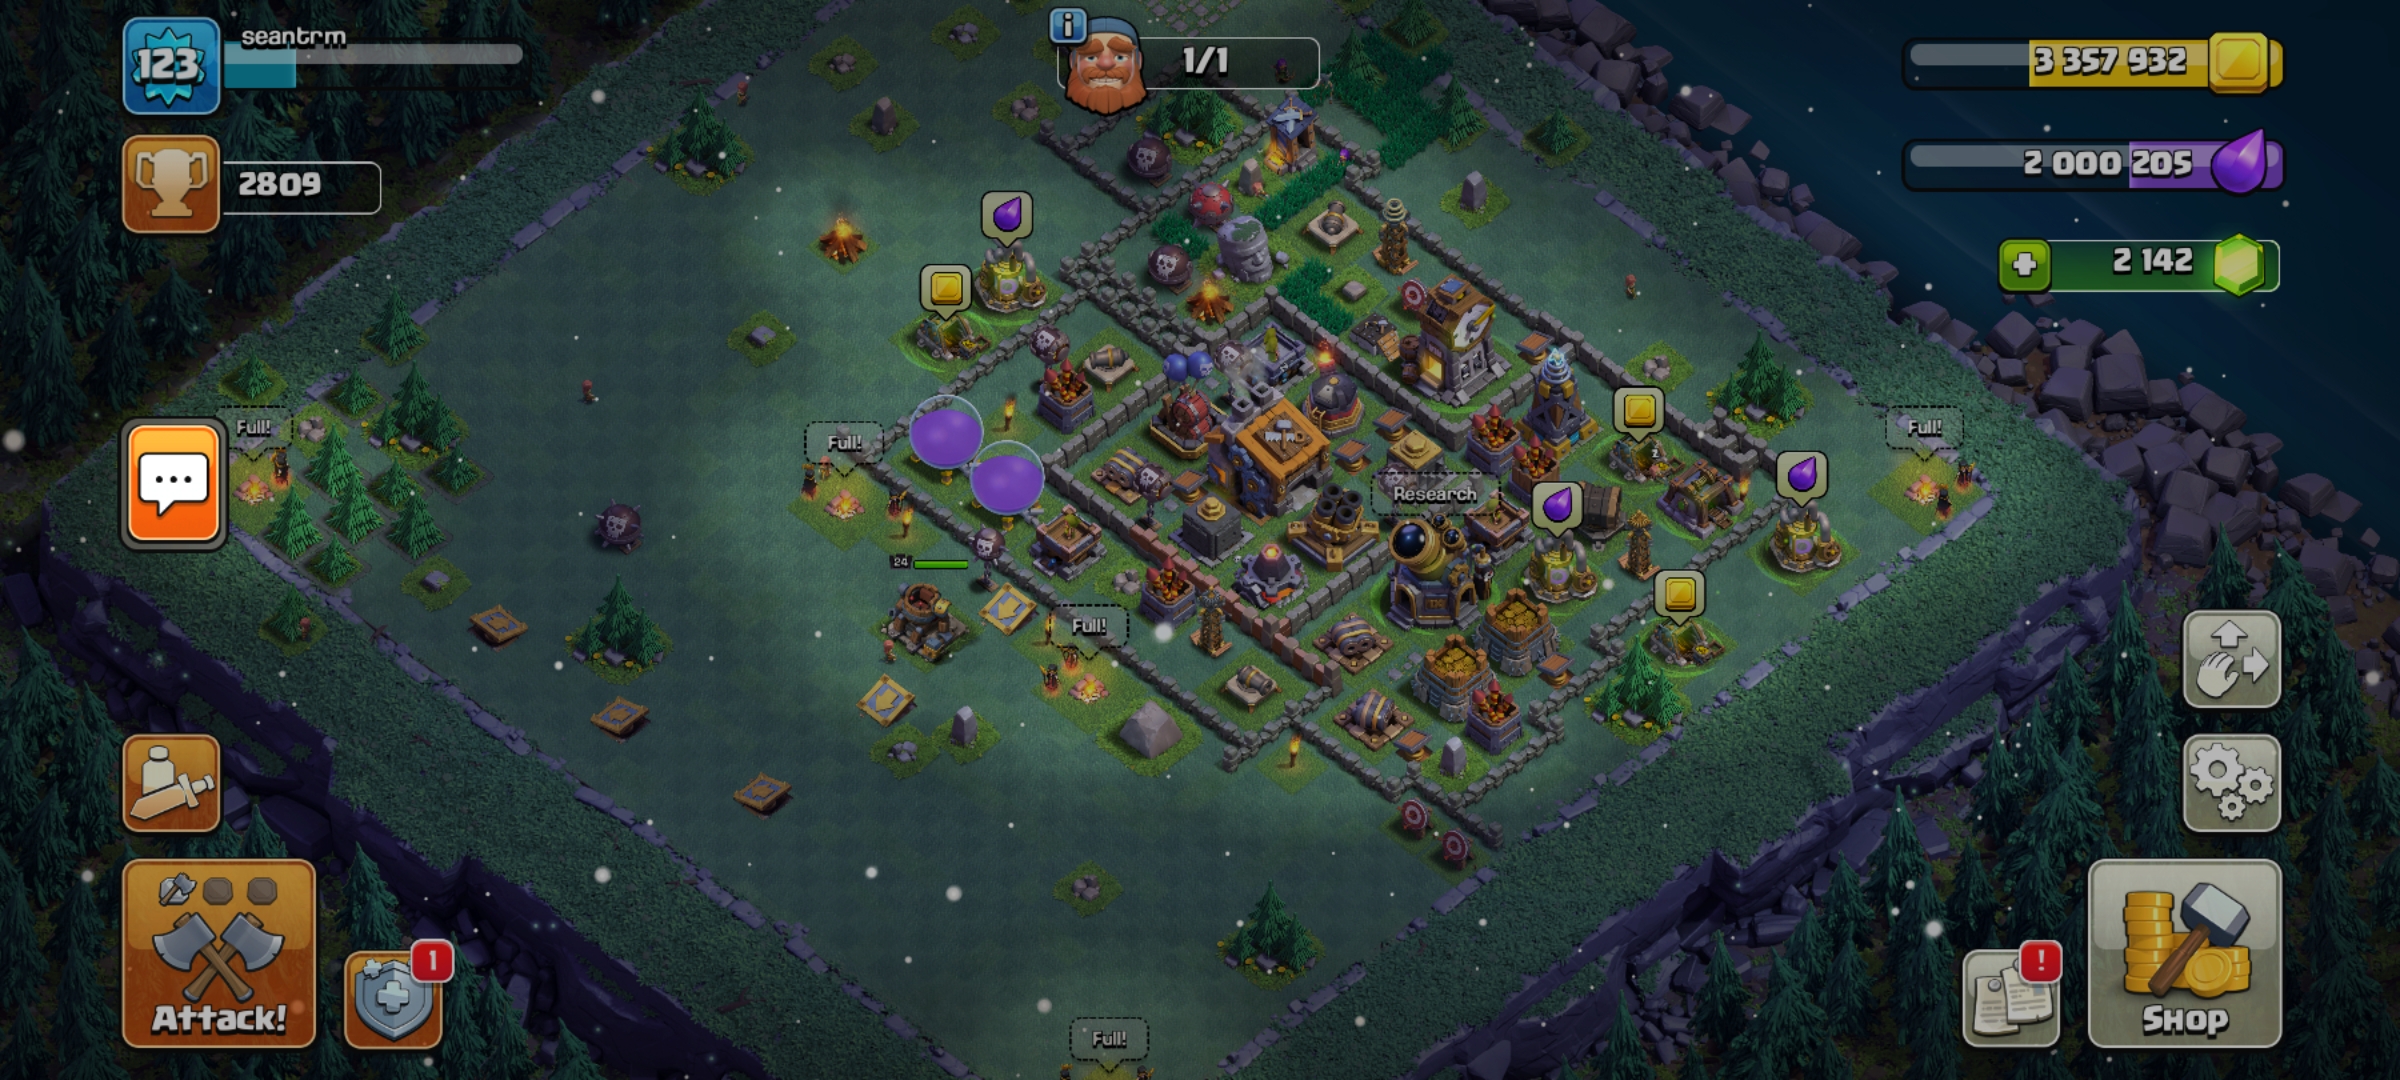 123
seantrm
1/1
3 357 932
2809
2 000 205
2 142
Full!
Full!
Full!
Research
24
Full!
Attack!
1
!
Shop
Full!